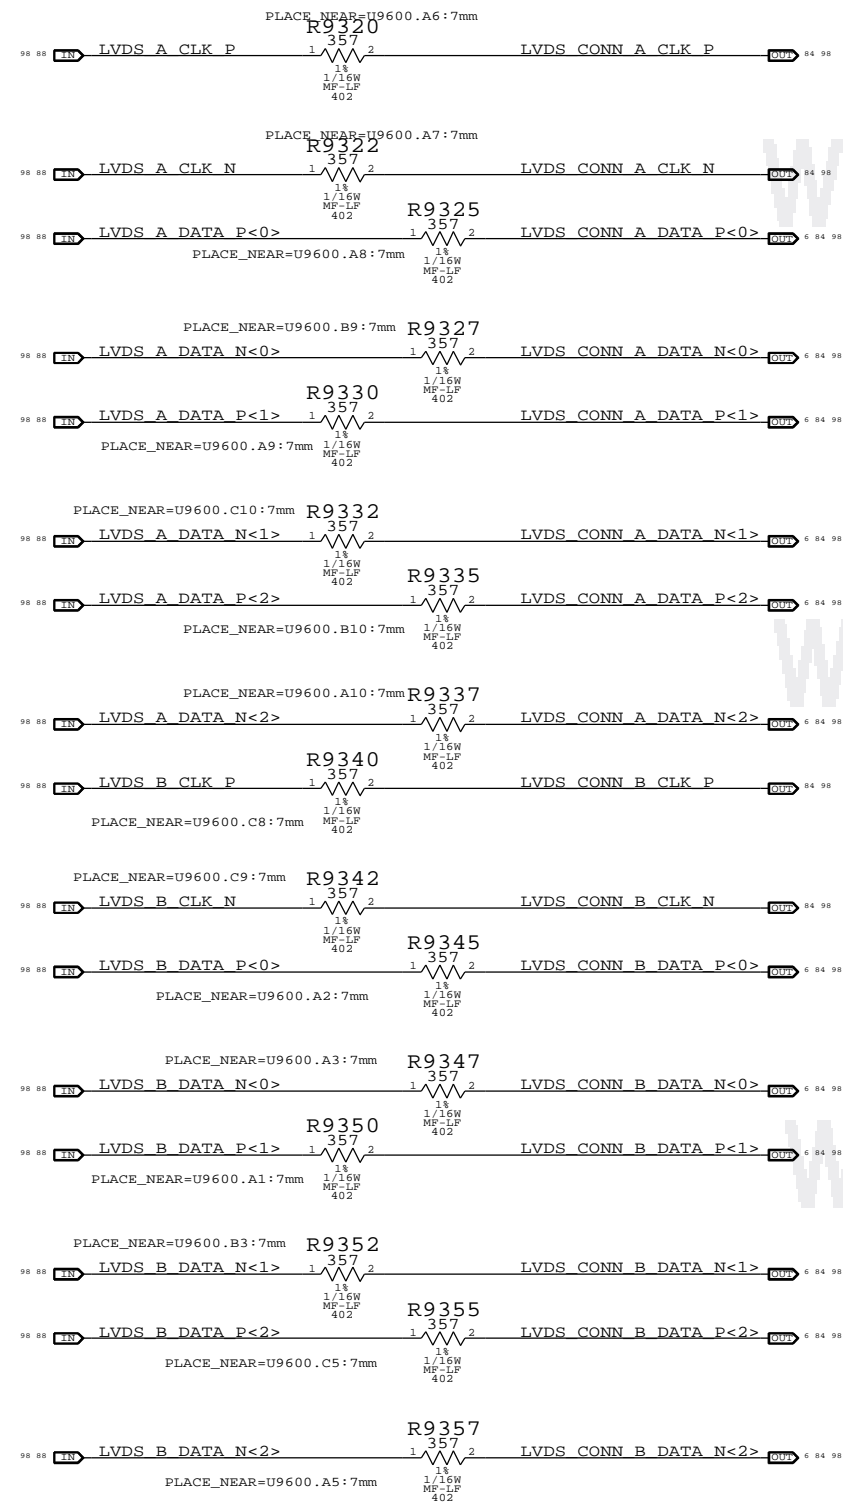 PLACE_NEAR=U9600.A6:7mm
R9320
98 88 IN LVDS_A_CLK_P 1 357 2 LVDS_CONN_A_CLK_P OUT 84 98
1%
1/16W
MF-LF
402
PLACE_NEAR=U9600.A7:7mm
R9322
98 88 IN LVDS_A_CLK_N 1 357 2 LVDS_CONN_A_CLK_N OUT 84 98
1%
1/16W
MF-LF
402
R9325
98 88 IN LVDS_A_DATA_P<0> 1 357 2 LVDS_CONN_A_DATA_P<0> OUT 6 84 98
PLACE_NEAR=U9600.A8:7mm
1%
1/16W
MF-LF
402
PLACE_NEAR=U9600.B9:7mm R9327
98 88 IN LVDS_A_DATA_N<0> 1 357 2 LVDS_CONN_A_DATA_N<0> OUT 6 84 98
1%
1/16W
MF-LF
402
R9330
98 88 IN LVDS_A_DATA_P<1> 1 357 2 LVDS_CONN_A_DATA_P<1> OUT 6 84 98
1%
PLACE_NEAR=U9600.A9:7mm 1/16W
MF-LF
402
PLACE_NEAR=U9600.C10:7mm R9332
98 88 IN LVDS_A_DATA_N<1> 1 357 2 LVDS_CONN_A_DATA_N<1> OUT 6 84 98
1%
1/16W
MF-LF
402
R9335
98 88 IN LVDS_A_DATA_P<2> 1 357 2 LVDS_CONN_A_DATA_P<2> OUT 6 84 98
1%
PLACE_NEAR=U9600.B10:7mm 1/16W
MF-LF
402
PLACE_NEAR=U9600.A10:7mm R9337
98 88 IN LVDS_A_DATA_N<2> 1 357 2 LVDS_CONN_A_DATA_N<2> OUT 6 84 98
1%
1/16W
MF-LF
402
R9340
98 88 IN LVDS_B_CLK_P 1 357 2 LVDS_CONN_B_CLK_P OUT 84 98
1%
1/16W
PLACE_NEAR=U9600.C8:7mm MF-LF
402
PLACE_NEAR=U9600.C9:7mm R9342
98 88 IN LVDS_B_CLK_N 1 357 2 LVDS_CONN_B_CLK_N OUT 84 98
1%
1/16W
MF-LF
402
R9345
98 88 IN LVDS_B_DATA_P<0> 1 357 2 LVDS_CONN_B_DATA_P<0> OUT 6 84 98
1%
PLACE_NEAR=U9600.A2:7mm 1/16W
MF-LF
402
PLACE_NEAR=U9600.A3:7mm R9347
98 88 IN LVDS_B_DATA_N<0> 1 357 2 LVDS_CONN_B_DATA_N<0> OUT 6 84 98
1%
1/16W
MF-LF
402
R9350
98 88 IN LVDS_B_DATA_P<1> 1 357 2 LVDS_CONN_B_DATA_P<1> OUT 6 84 98
1%
PLACE_NEAR=U9600.A1:7mm 1/16W
MF-LF
402
PLACE_NEAR=U9600.B3:7mm R9352
98 88 IN LVDS_B_DATA_N<1> 1 357 2 LVDS_CONN_B_DATA_N<1> OUT 6 84 98
1%
1/16W
MF-LF
402
R9355
98 88 IN LVDS_B_DATA_P<2> 1 357 2 LVDS_CONN_B_DATA_P<2> OUT 6 84 98
1%
PLACE_NEAR=U9600.C5:7mm 1/16W
MF-LF
402
R9357
98 88 IN LVDS_B_DATA_N<2> 1 357 2 LVDS_CONN_B_DATA_N<2> OUT 6 84 98
1%
PLACE_NEAR=U9600.A5:7mm 1/16W
MF-LF
402
W
W
W